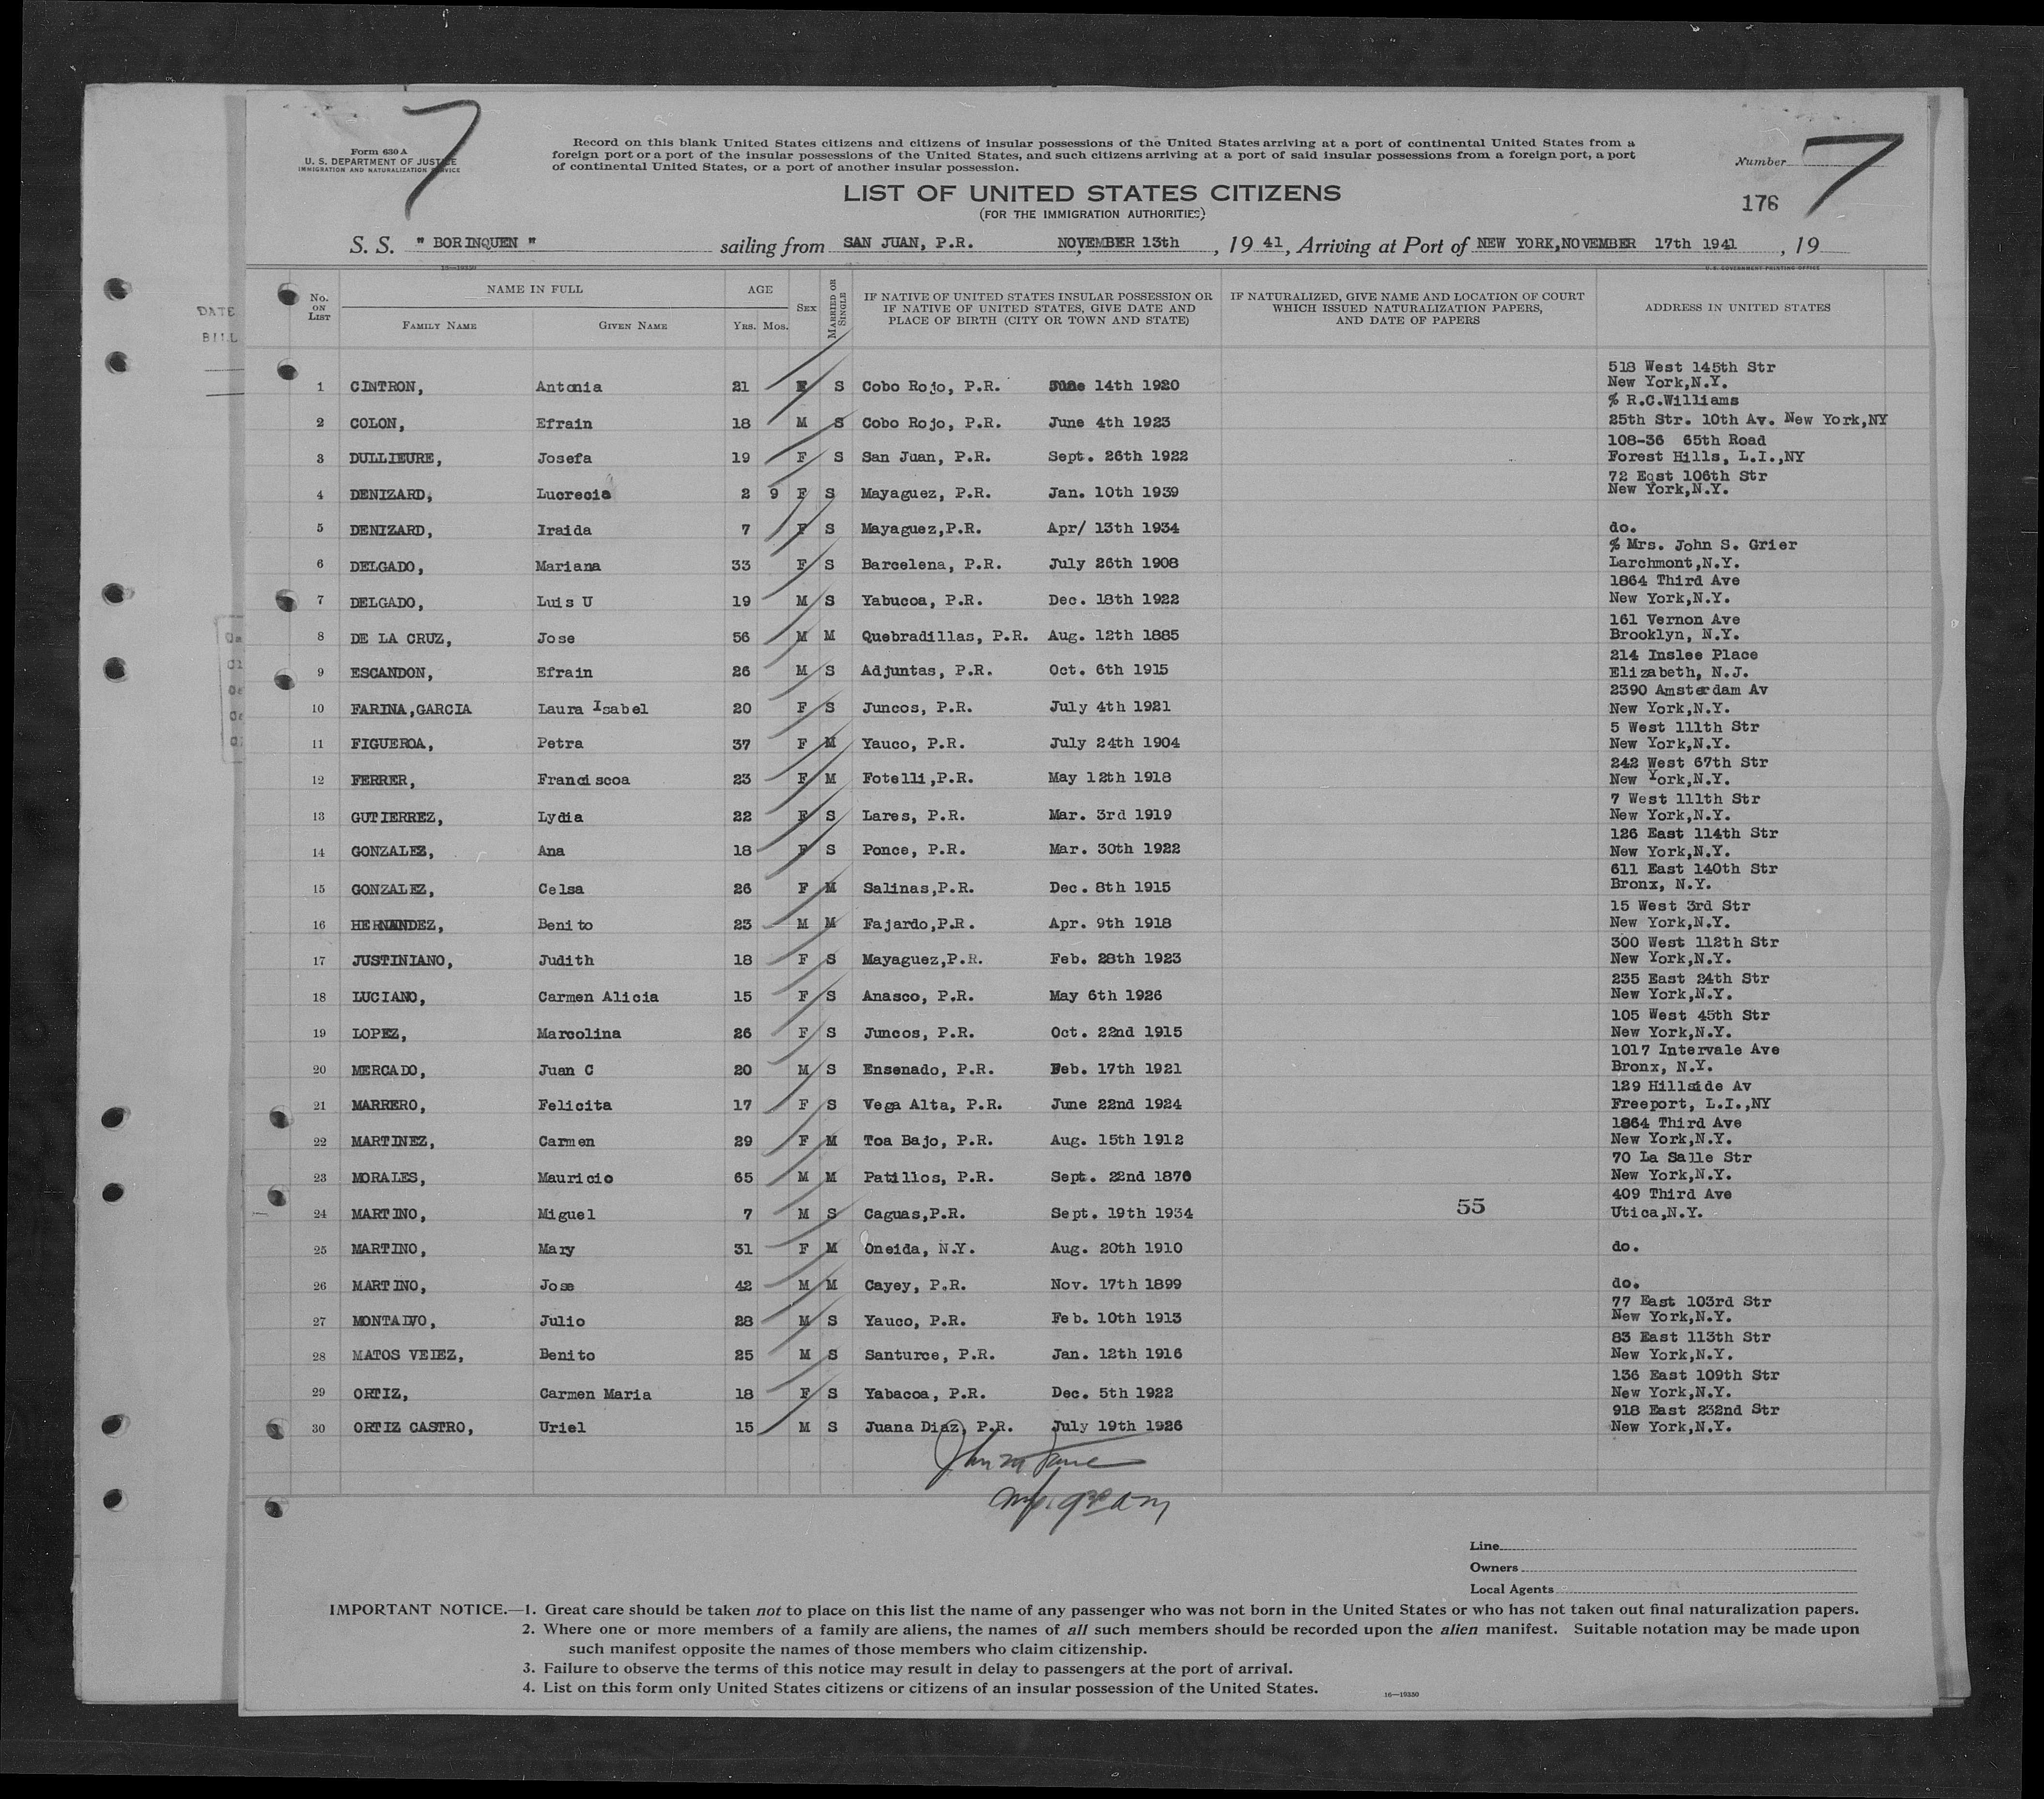 7
Form 630 A
U. S. DEPARTMENT OF JUSTICE
IMMIGRATION AND NATURALIZATION SERVICE
Record on this blank United States citizens and citizens of insular possessions of the United States arriving at a port of continental United States from a
foreign port or a port of the insular possessions of the United States, and such citizens arriving at a port of said insular possessions from a foreign port, a port
of continental United States, or a port of another insular possession.
Number 7
LIST OF UNITED STATES CITIZENS
(FOR THE IMMIGRATION AUTHORITIES)
176
S. S. " BORINQUEN " sailing from SAN JUAN, P.R. NOVEMBER 13th, 19 41, Arriving at Port of NEW YORK,NOVEMBER 17th 1941, 19
16—19350
U. S. GOVERNMENT PRINTING OFFICE
No. ON LIST
NAME IN FULL
FAMILY NAME
GIVEN NAME
AGE
YRS. MOS.
SEX
MARRIED OR SINGLE
IF NATIVE OF UNITED STATES INSULAR POSSESSION OR
IF NATIVE OF UNITED STATES, GIVE DATE AND
PLACE OF BIRTH (CITY OR TOWN AND STATE)
IF NATURALIZED, GIVE NAME AND LOCATION OF COURT
WHICH ISSUED NATURALIZATION PAPERS,
AND DATE OF PAPERS
ADDRESS IN UNITED STATES
DATE
BILL
518 West 145th Str
1 CINTRON, Antonia 21 F S Cobo Rojo, P.R. June 14th 1920 New York,N.Y.
% R.C.Williams
2 COLON, Efrain 18 M S Cobo Rojo, P.R. June 4th 1923 25th Str. 10th Av. New York,NY
108-36 65th Road
3 DULLIEURE, Josefa 19 F S San Juan, P.R. Sept. 26th 1922 Forest Hills, L.I.,NY
72 East 106th Str
4 DENIZARD, Lucrecia 2 9 F S Mayaguez, P.R. Jan. 10th 1939 New York,N.Y.
5 DENIZARD, Iraida 7 F S Mayaguez,P.R. Apr/ 13th 1934 do.
% Mrs. John S. Grier
6 DELGADO, Mariana 33 F S Barcelena, P.R. July 26th 1908 Larchmont,N.Y.
1864 Third Ave
7 DELGADO, Luis U 19 M S Yabucoa, P.R. Dec. 18th 1922 New York,N.Y.
161 Vernon Ave
8 DE LA CRUZ, Jose 56 M M Quebradillas, P.R. Aug. 12th 1885 Brooklyn, N.Y.
214 Inslee Place
9 ESCANDON, Efrain 26 M S Adjuntas, P.R. Oct. 6th 1915 Elizabeth, N.J.
2390 Amsterdam Av
10 FARINA,GARCIA Laura Isabel 20 F S Juncos, P.R. July 4th 1921 New York,N.Y.
5 West 111th Str
11 FIGUEROA, Petra 37 F M Yauco, P.R. July 24th 1904 New York,N.Y.
242 West 67th Str
12 FERRER, Franciscoa 23 F M Fotelli,P.R. May 12th 1918 New York,N.Y.
7 West 111th Str
13 GUTIERREZ, Lydia 22 F S Lares, P.R. Mar. 3rd 1919 New York,N.Y.
126 East 114th Str
14 GONZALEZ, Ana 18 F S Ponce, P.R. Mar. 30th 1922 New York,N.Y.
611 East 140th Str
15 GONZALEZ, Celsa 26 F M Salinas,P.R. Dec. 8th 1915 Bronx, N.Y.
15 West 3rd Str
16 HERNANDEZ, Benito 23 M M Fajardo,P.R. Apr. 9th 1918 New York,N.Y.
300 West 112th Str
17 JUSTINIANO, Judith 18 F S Mayaguez,P.R. Feb. 28th 1923 New York,N.Y.
235 East 24th Str
18 LUCIANO, Carmen Alicia 15 F S Anasco, P.R. May 6th 1926 New York,N.Y.
105 West 45th Str
19 LOPEZ, Marcolina 26 F S Juncos, P.R. Oct. 22nd 1915 New York,N.Y.
1017 Intervale Ave
20 MERCADO, Juan C 20 M S Ensenado, P.R. Feb. 17th 1921 Bronx, N.Y.
129 Hillside Av
21 MARRERO, Felicita 17 F S Vega Alta, P.R. June 22nd 1924 Freeport, L.I.,NY
1864 Third Ave
22 MARTINEZ, Carmen 29 F M Toa Bajo, P.R. Aug. 15th 1912 New York,N.Y.
70 La Salle Str
23 MORALES, Mauricio 65 M M Patillos, P.R. Sept. 22nd 1876 New York,N.Y.
409 Third Ave
24 MARTINO, Miguel 7 M S Caguas,P.R. Sept. 19th 1934 55 Utica,N.Y.
25 MARTINO, Mary 31 F M Oneida, N.Y. Aug. 20th 1910 do.
26 MARTINO, Jose 42 M M Cayey, P.R. Nov. 17th 1899 do.
77 East 103rd Str
27 MONTALVO, Julio 28 M S Yauco, P.R. Feb. 10th 1913 New York,N.Y.
83 East 113th Str
28 MATOS VELEZ, Benito 25 M S Santurce, P.R. Jan. 12th 1916 New York,N.Y.
136 East 109th Str
29 ORTIZ, Carmen Maria 18 F S Yabacoa, P.R. Dec. 5th 1922 New York,N.Y.
918 East 232nd Str
30 ORTIZ CASTRO, Uriel 15 M S Juana Diaz, P.R. July 19th 1926 New York,N.Y.
Line
Owners
Local Agents
IMPORTANT NOTICE.—1. Great care should be taken not to place on this list the name of any passenger who was not born in the United States or who has not taken out final naturalization papers.
2. Where one or more members of a family are aliens, the names of all such members should be recorded upon the alien manifest. Suitable notation may be made upon
such manifest opposite the names of those members who claim citizenship.
3. Failure to observe the terms of this notice may result in delay to passengers at the port of arrival.
4. List on this form only United States citizens or citizens of an insular possession of the United States.
16—19350